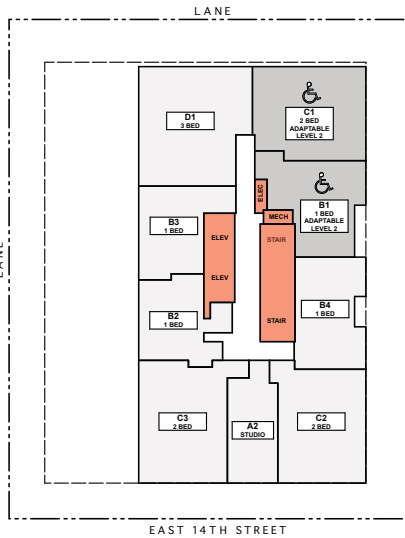 LANE
D1
3 BED
C1
2 BED
ADAPTABLE
LEVEL 2
ELEC
B1
1 BED
ADAPTABLE
LEVEL 2
MECH
B3
1 BED
ELEV
STAIR
LANE
ELEV
B4
1 BED
B2
1 BED
STAIR
C3
2 BED
A2
STUDIO
C2
2 BED
EAST 14TH STREET